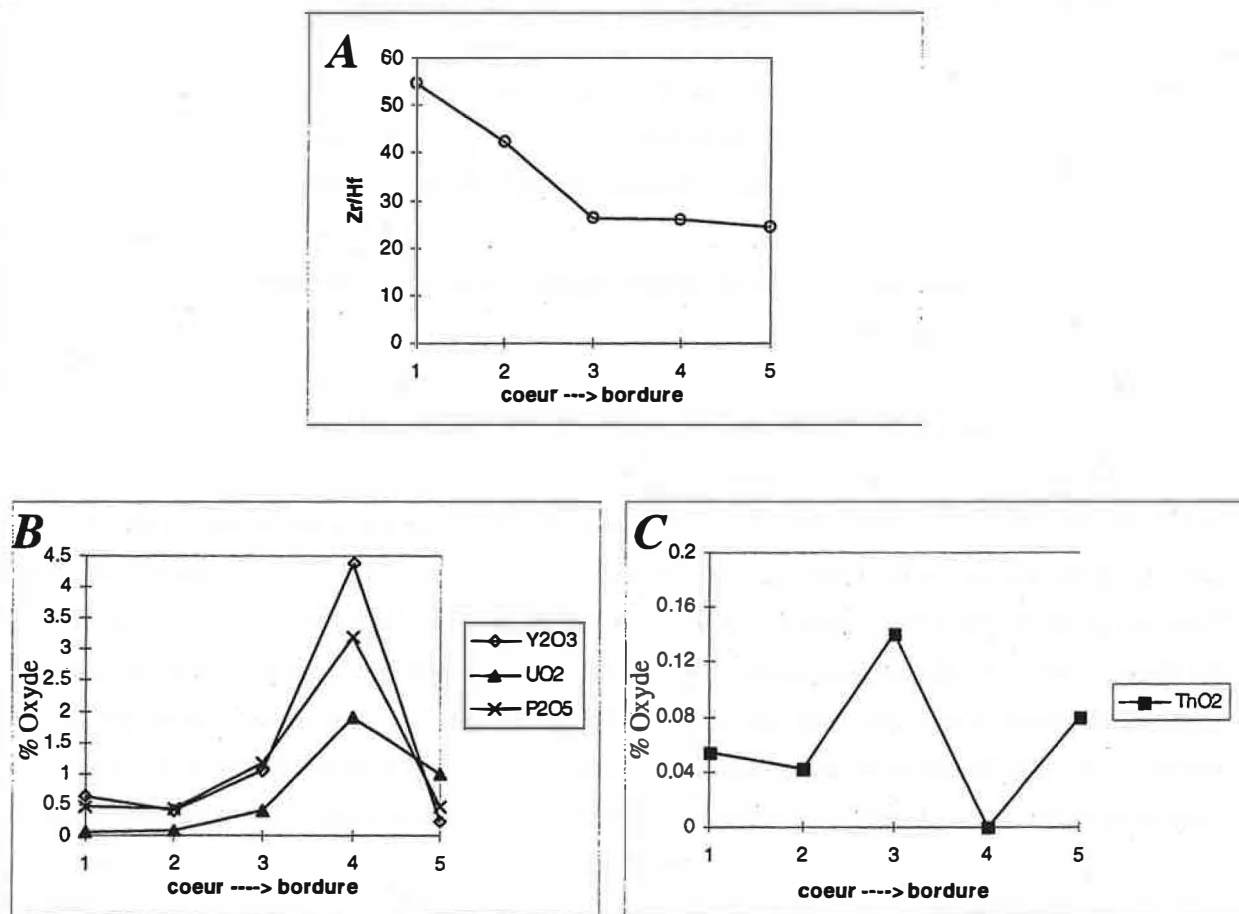 A
60
50
40
30
20
10
0
Zr/Hf
1 2 3 4 5
coeur ---> bordure
B
4.5
4
3.5
3
2.5
2
1.5
1
0.5
0
% Oxyde
1 2 3 4 5
coeur ----> bordure
Y2O3
UO2
P2O5
C
0.2
0.16
0.12
0.08
0.04
0
% Oxyde
1 2 3 4 5
coeur ----> bordure
ThO2